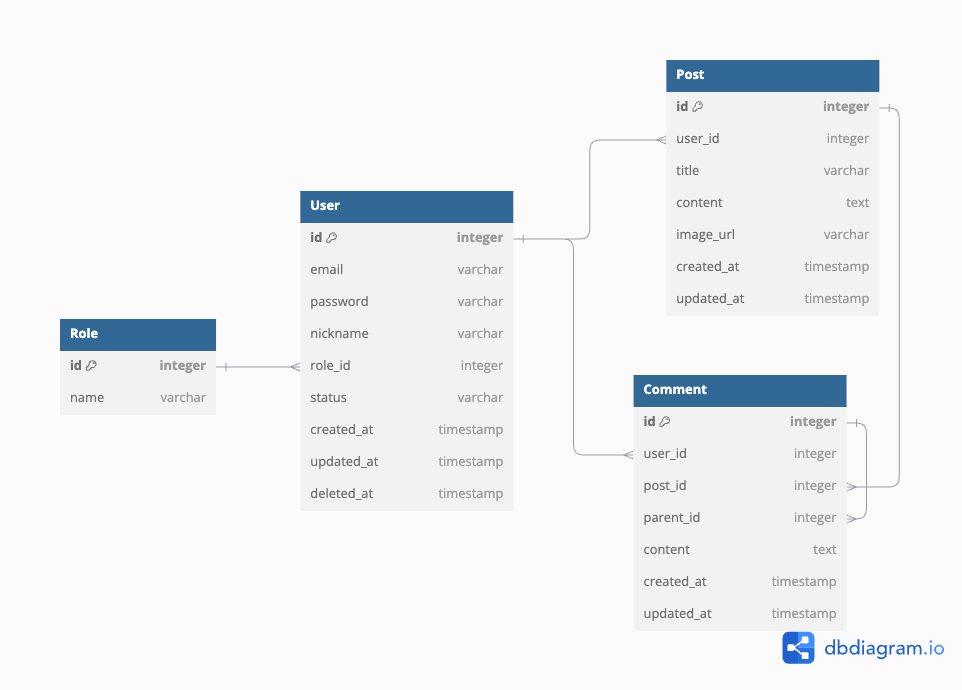 Role
id integer
name varchar
User
id integer
email varchar
password varchar
nickname varchar
role_id integer
status varchar
created_at timestamp
updated_at timestamp
deleted_at timestamp
Post
id integer
user_id integer
title varchar
content text
image_url varchar
created_at timestamp
updated_at timestamp
Comment
id integer
user_id integer
post_id integer
parent_id integer
content text
created_at timestamp
updated_at timestamp
dbdiagram.io